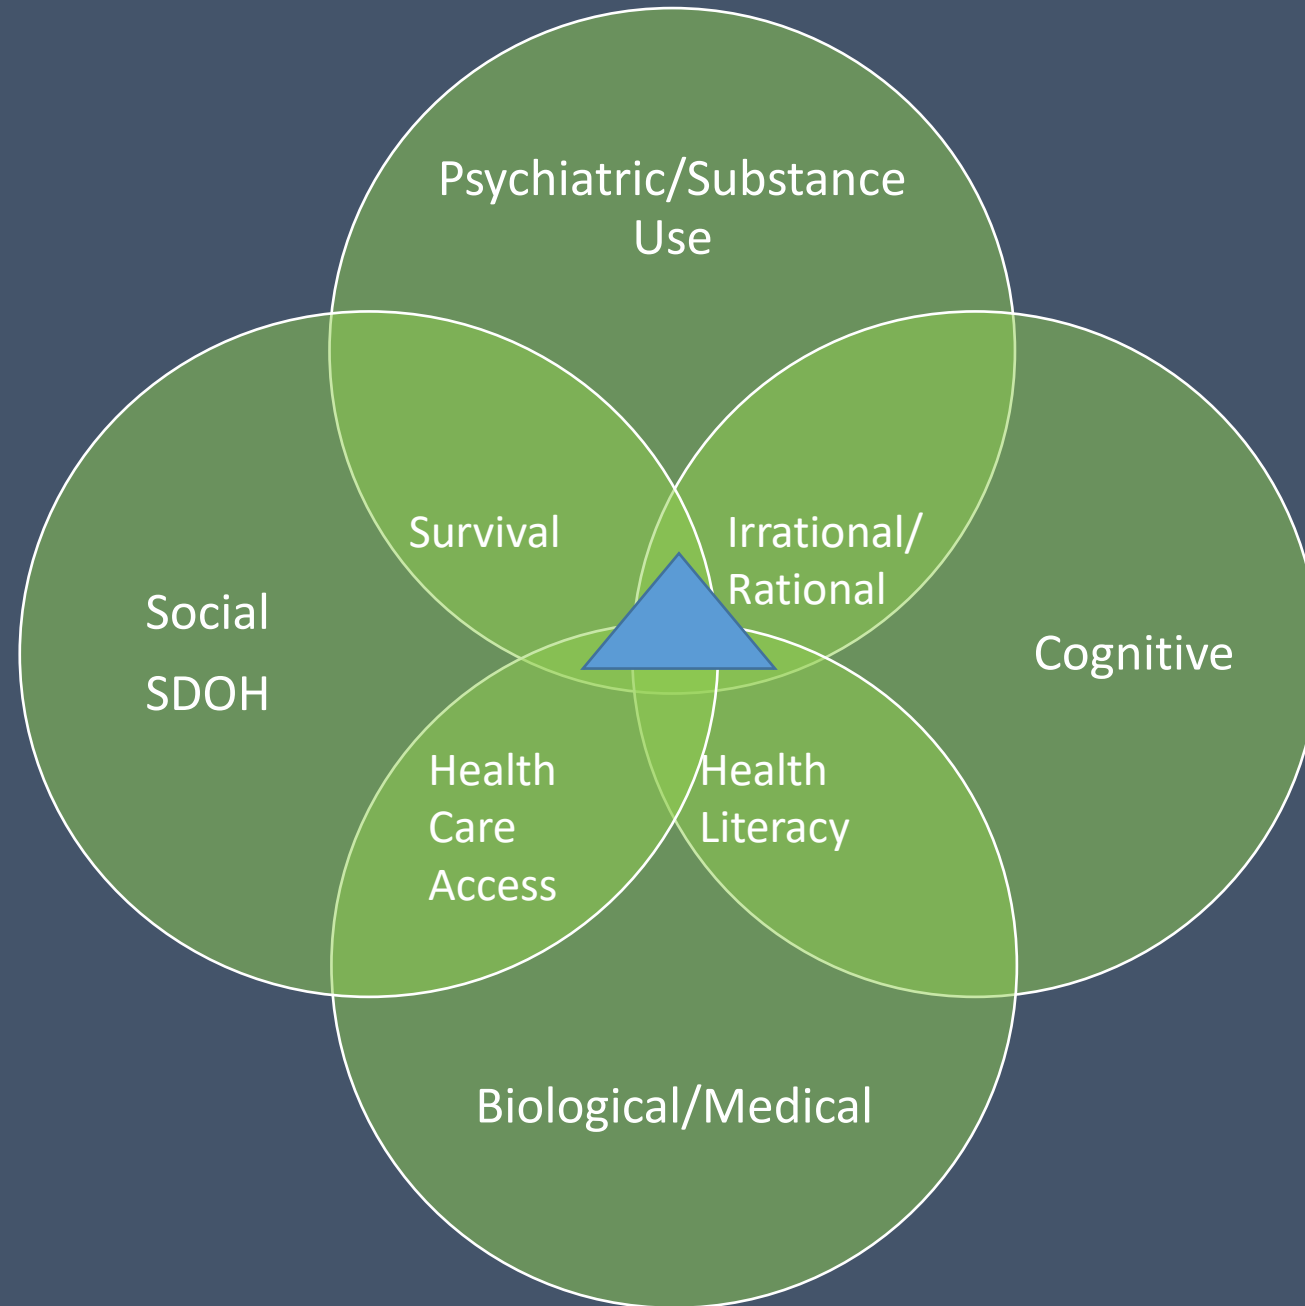 Psychiatric/Substance
Use
Survival
Irrational/
Rational
Social
SDOH
Cognitive
Health
Care
Access
Health
Literacy
Biological/Medical